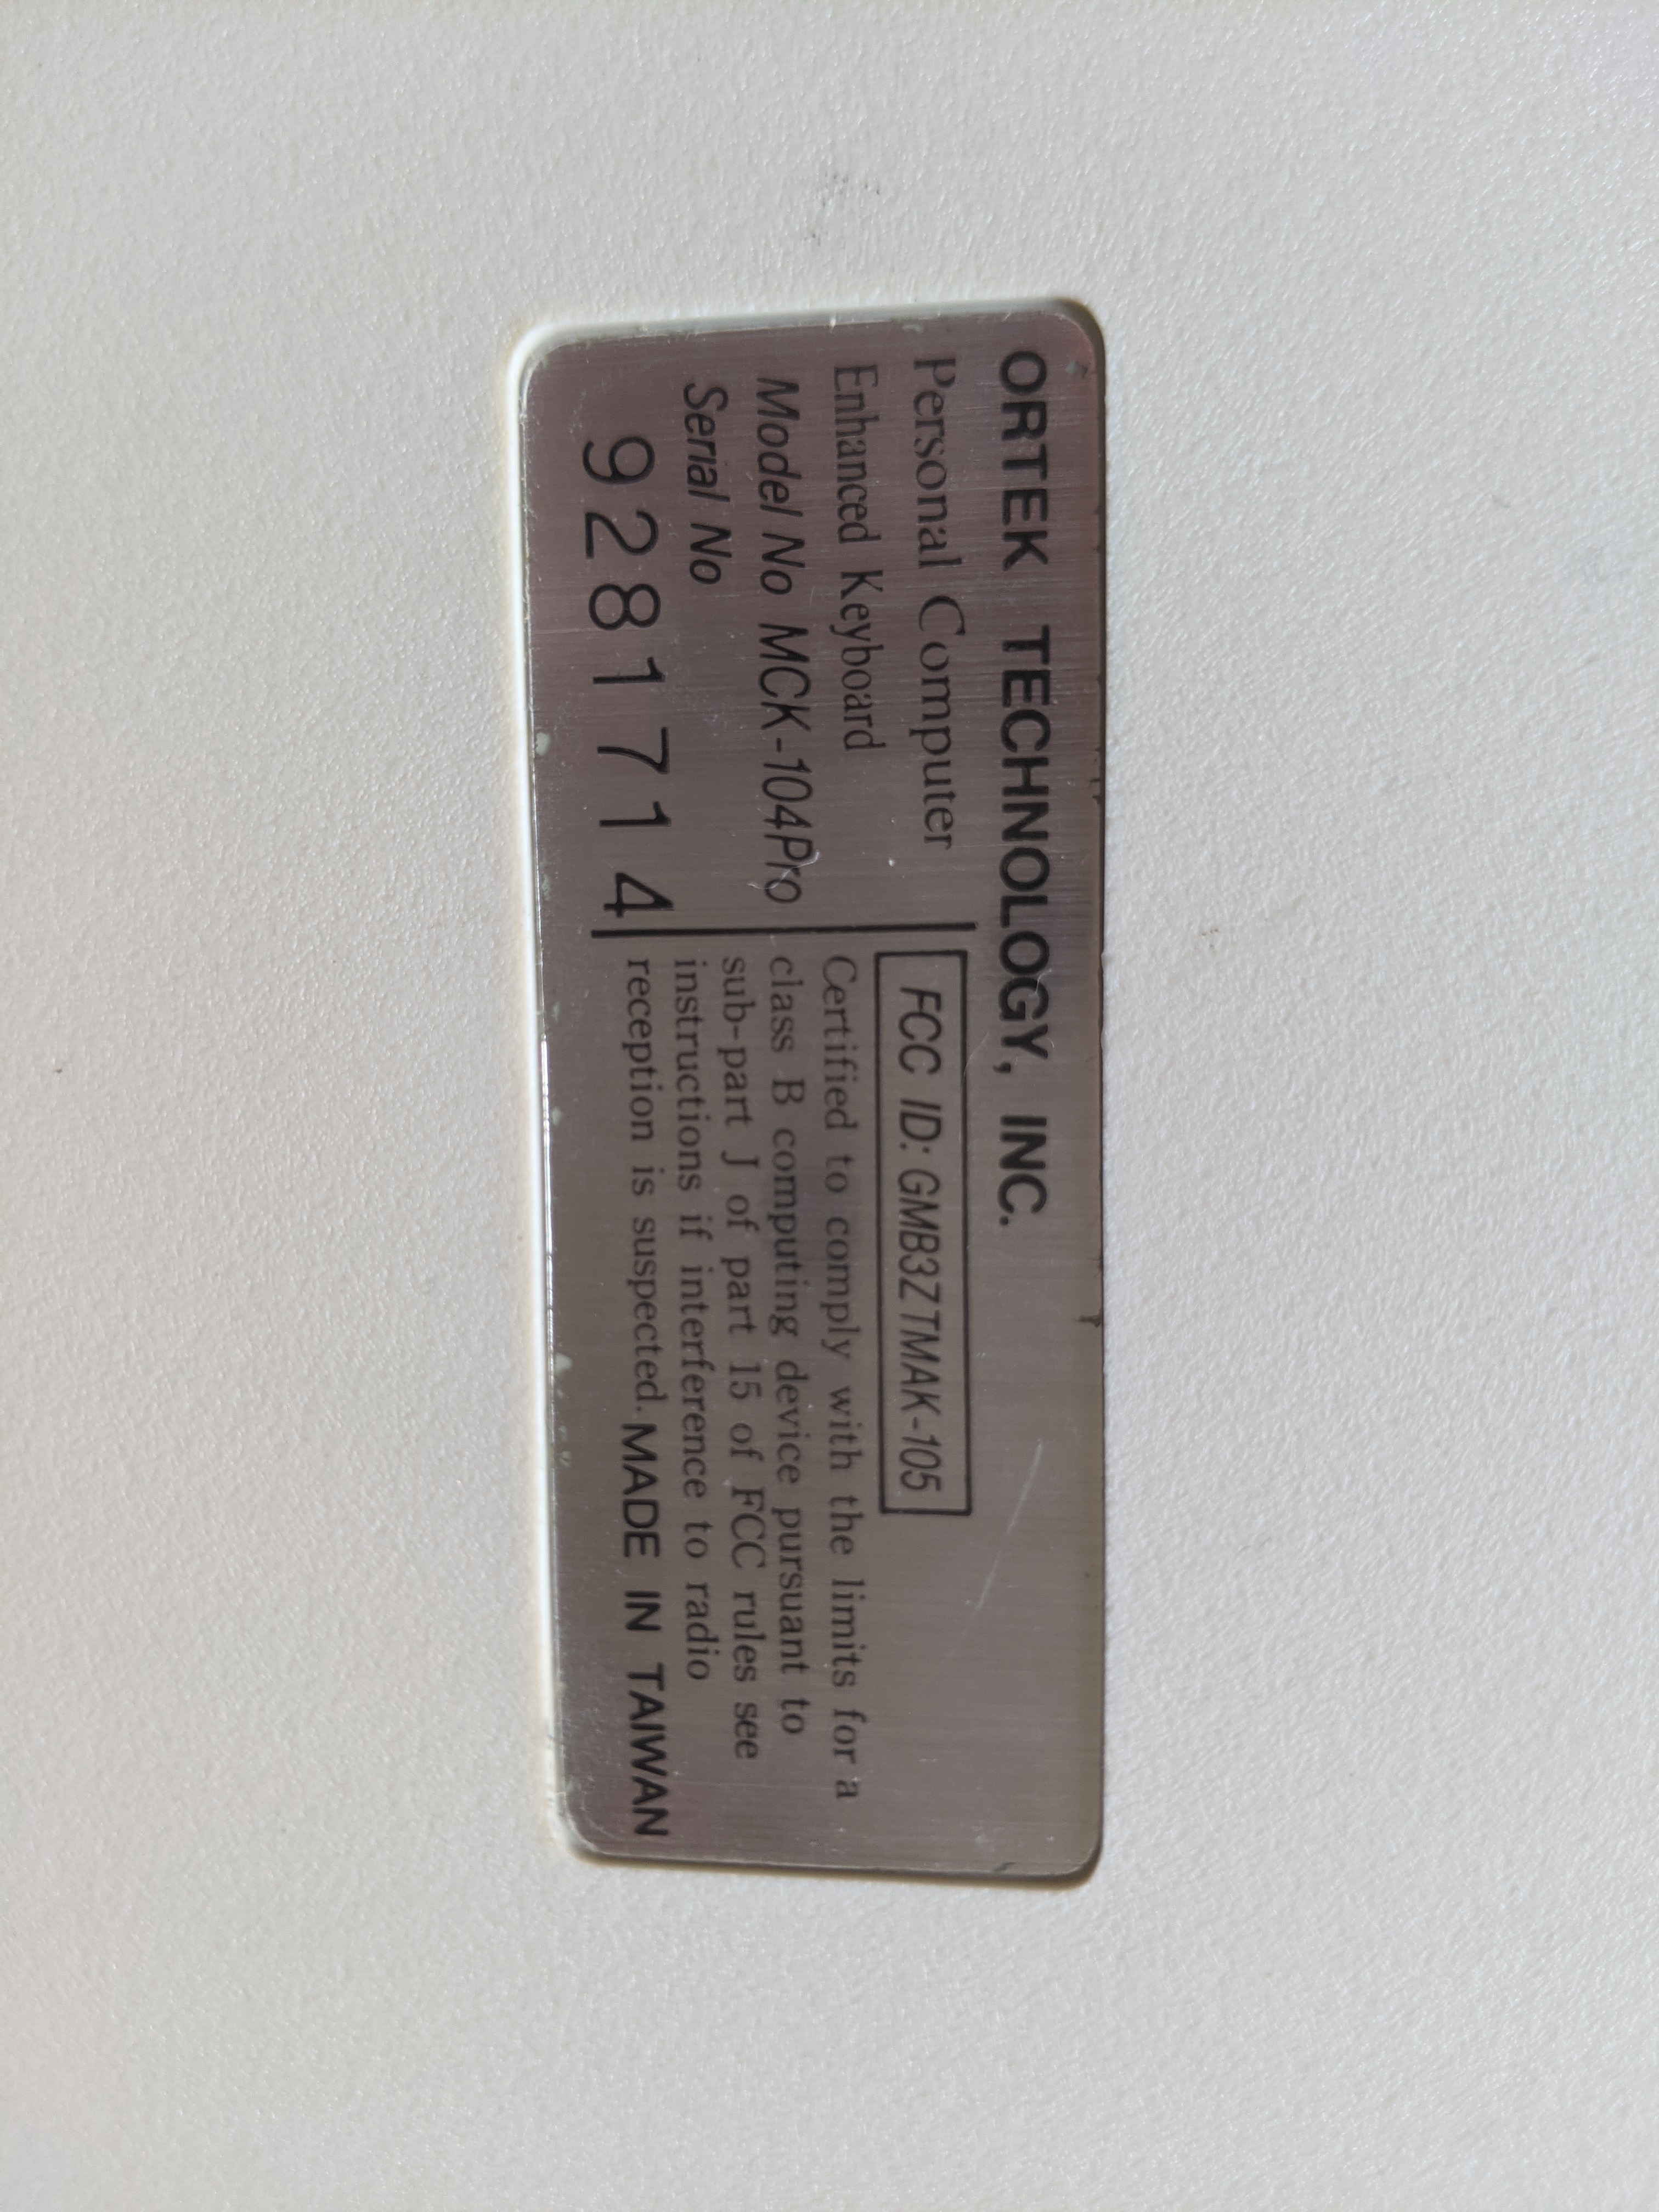 ORTEK TECHNOLOGY, INC.
Personal Computer
Enhanced Keyboard
Model No MCK-104Pro
Serial No
9281714
FCC ID: GMB3ZTMAK-105
Certified to comply with the limits for a
class B computing device pursuant to
sub-part J of part 15 of FCC rules see
instructions if interference to radio
reception is suspected. MADE IN TAIWAN